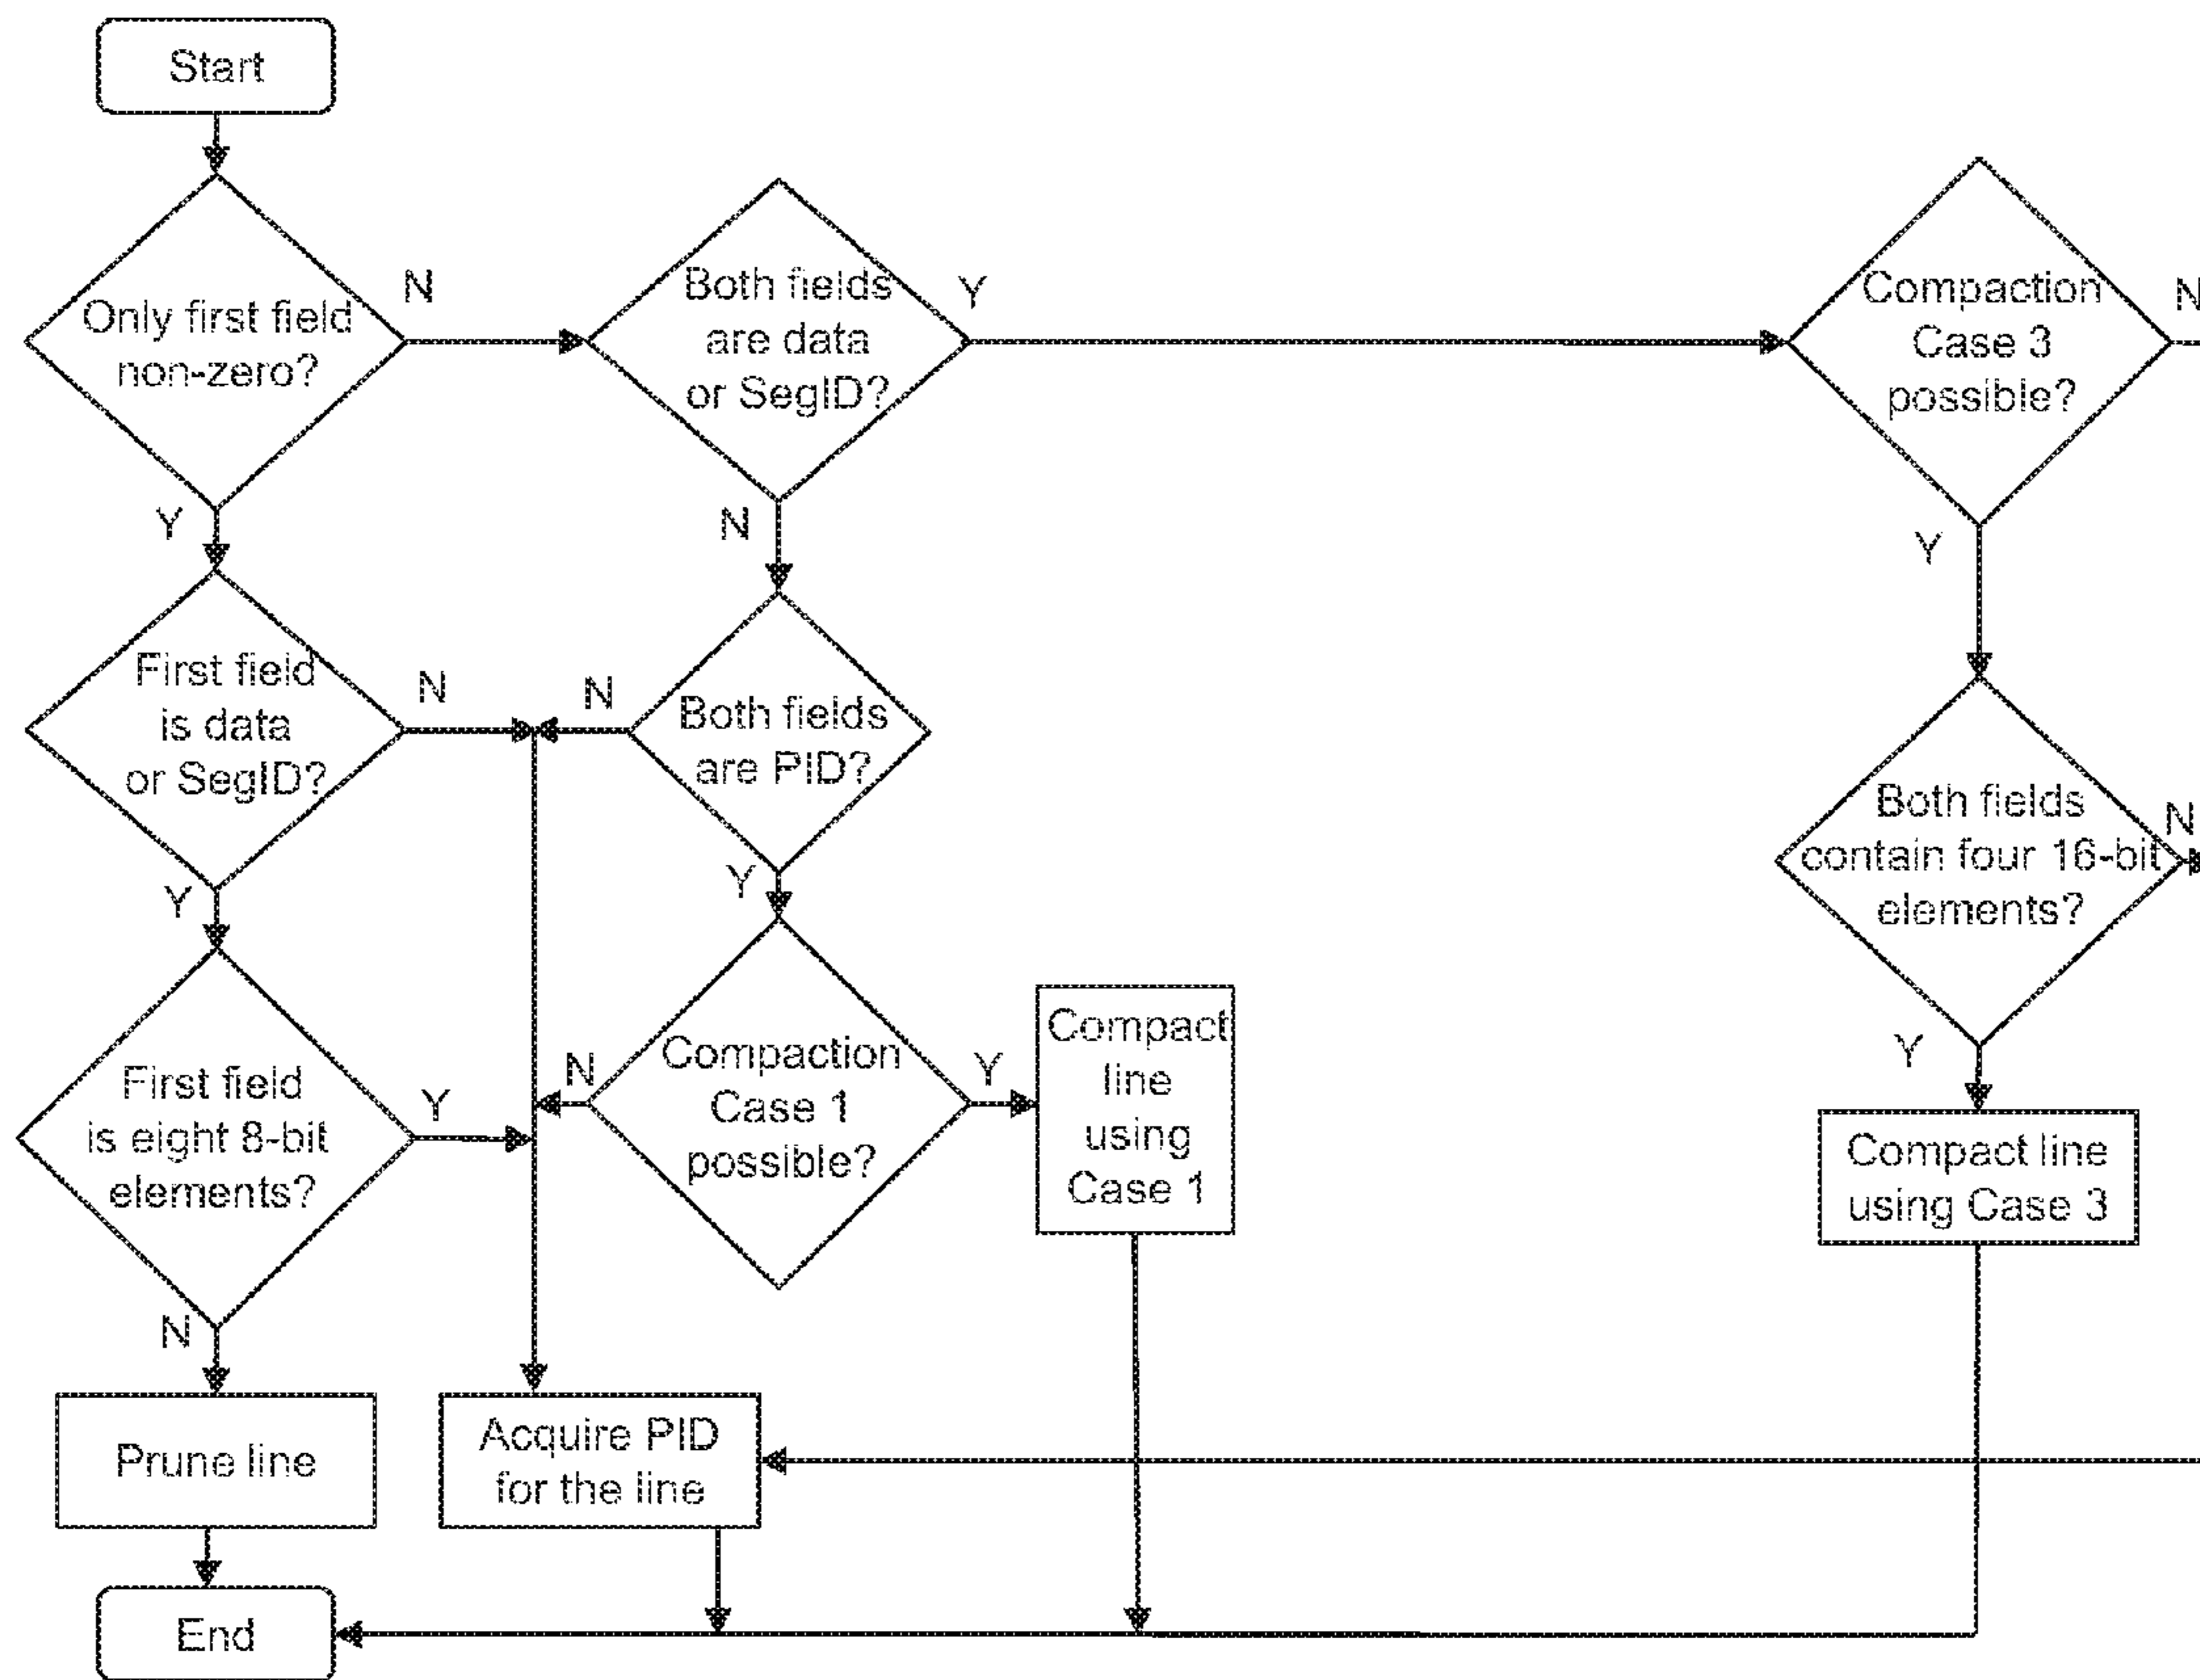 Start
Only first field
non-zero?
N
Y
Both fields
are data
or SegID?
Y
N
Compaction
Case 3
possible?
N
Y
First field
is data
or SegID?
N
Y
Both fields
are PID?
N
Y
Both fields
contain four 16-bit
elements?
N
Y
First field
is eight 8-bit
elements?
Y
N
Compaction
Case 1
possible?
N
Y
Compact
line
using
Case 1
Compact line
using Case 3
Prune line
Acquire PID
for the line
End